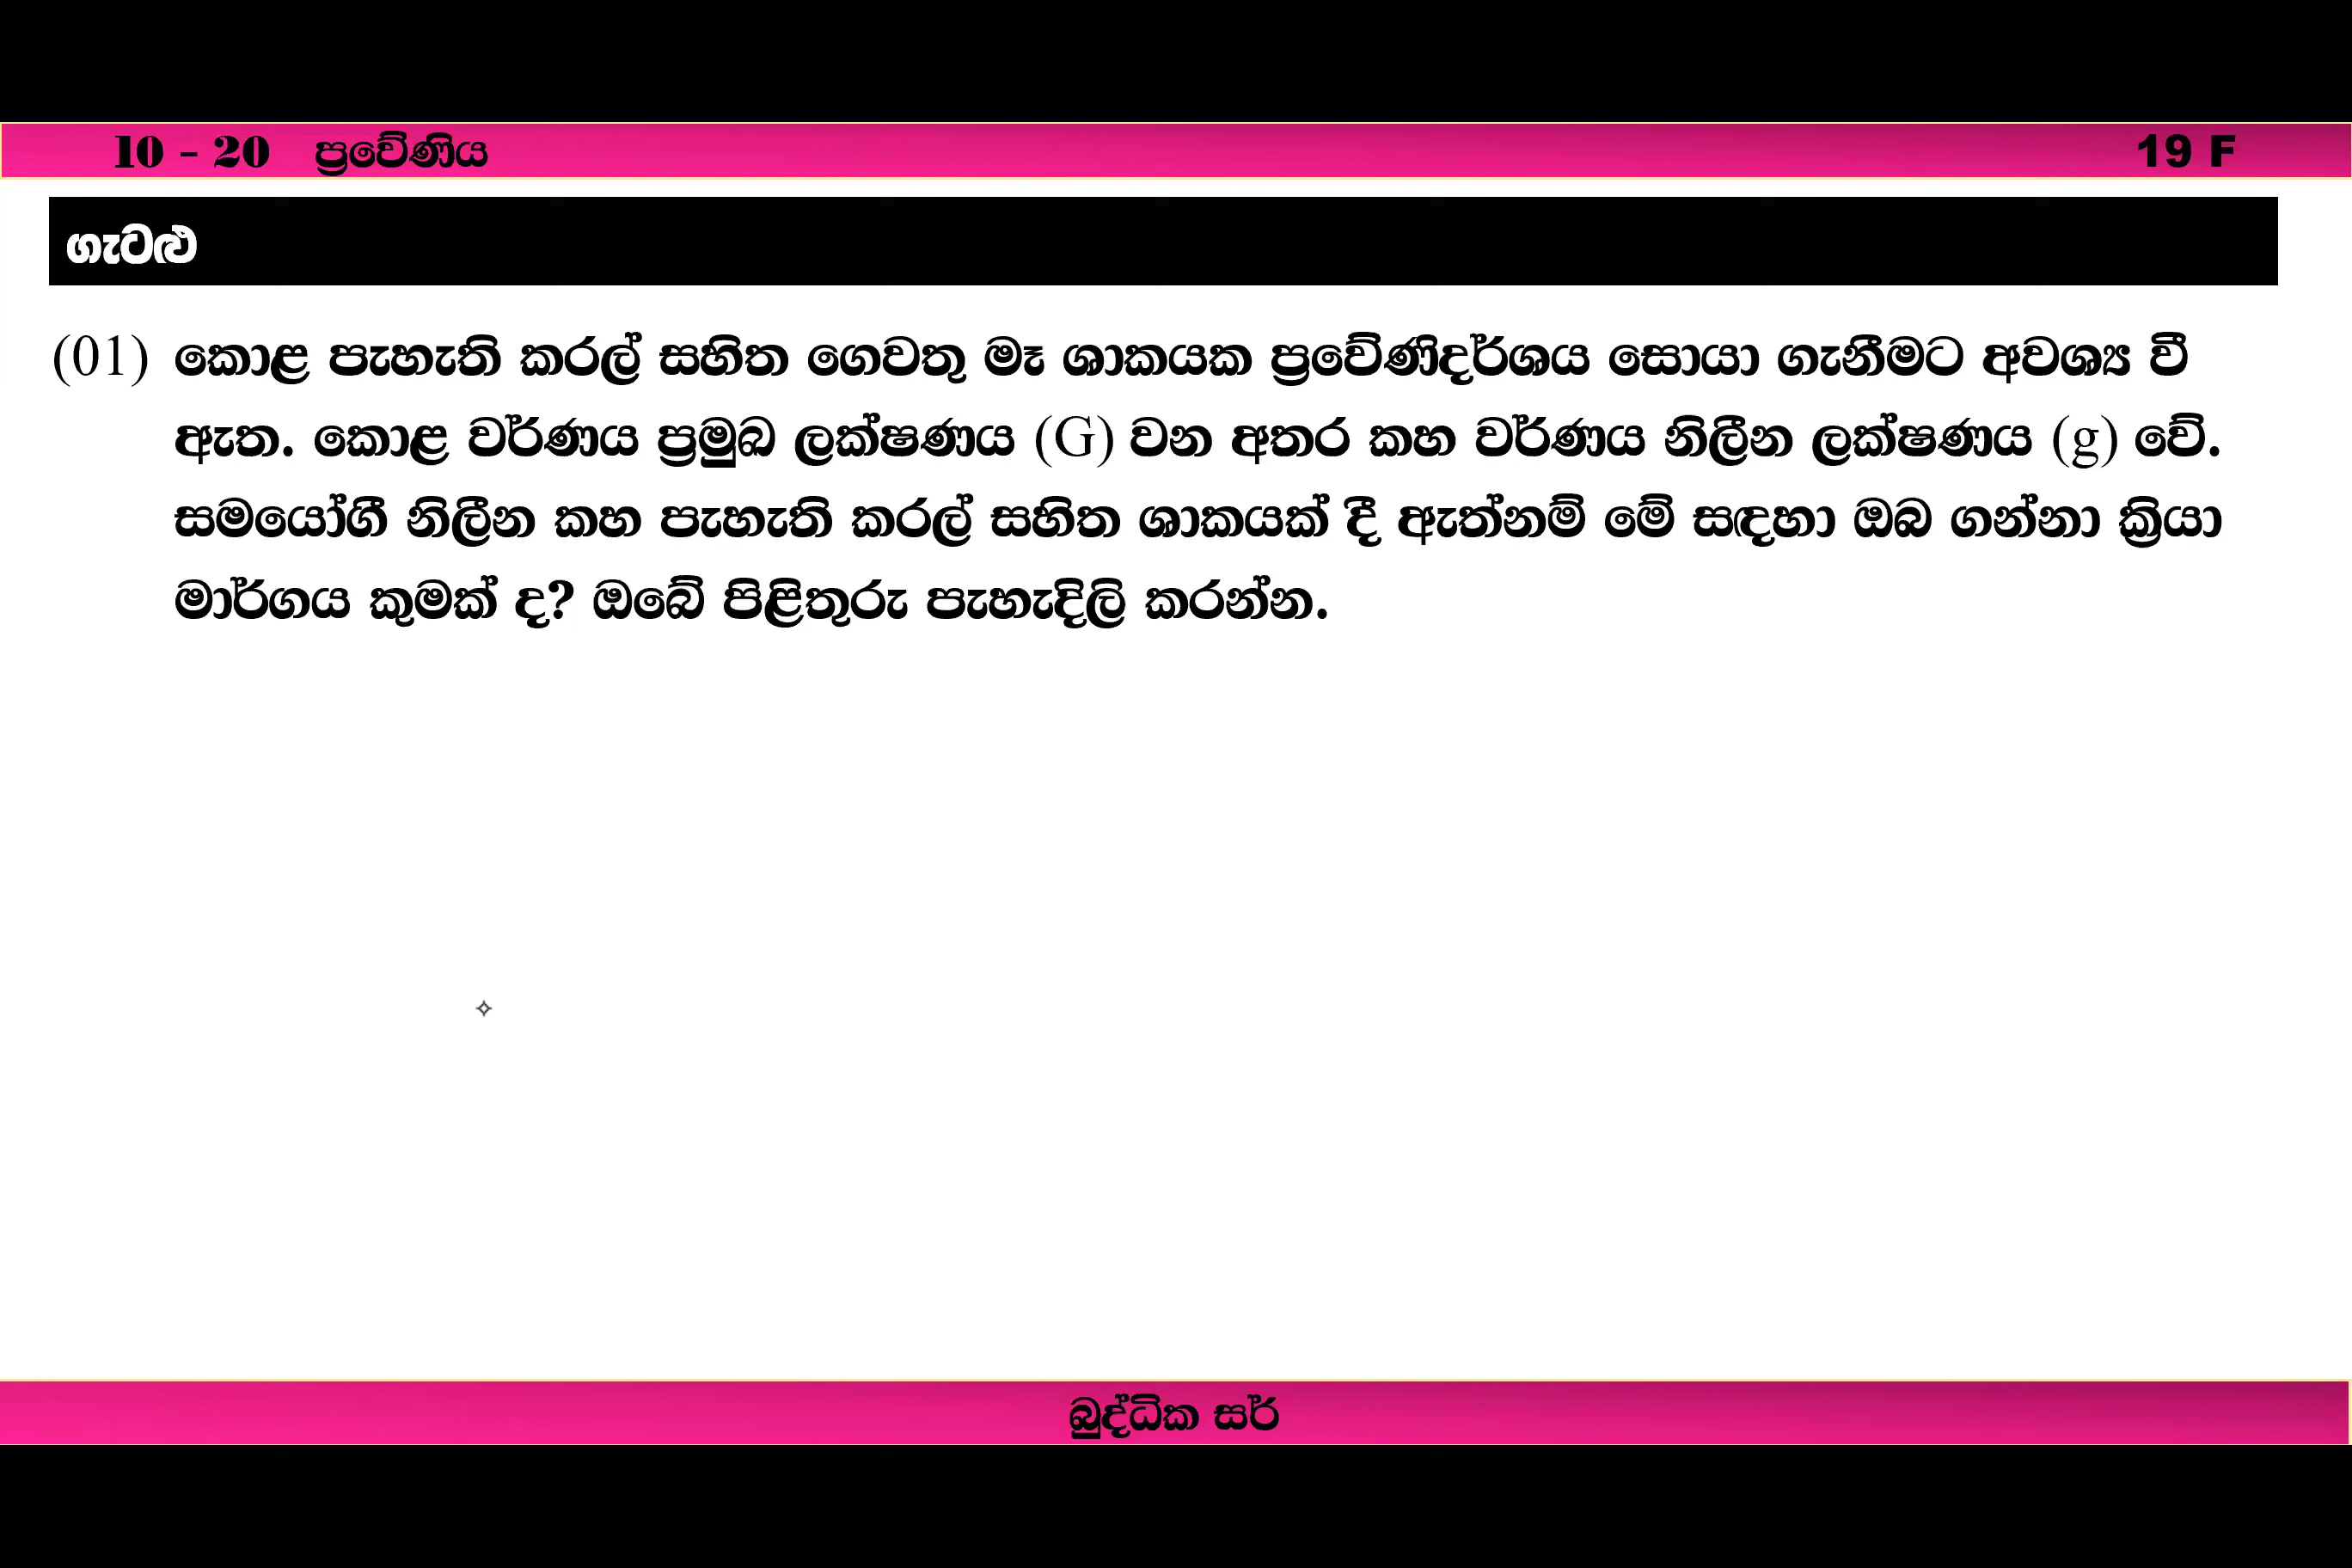 10 - 20 ප්‍රවේණිය
19 F
ගැටළු
(01) කොළ පැහැති කරල් සහිත ගෙවතු මෑ ශාකයක ප්‍රවේණිදර්ශය සොයා ගැනීමට අවශ්‍ය වී
ඇත. කොළ වර්ණය ප්‍රමුඛ ලක්ෂණය (G) වන අතර කහ වර්ණය නිලීන ලක්ෂණය (g) වේ.
සමයෝගී නිලීන කහ පැහැති කරල් සහිත ශාකයක් දී ඇත්නම් මේ සඳහා ඔබ ගන්නා ක්‍රියා
මාර්ගය කුමක් ද? ඔබේ පිළිතුරු පැහැදිලි කරන්න.
බුද්ධික සර්